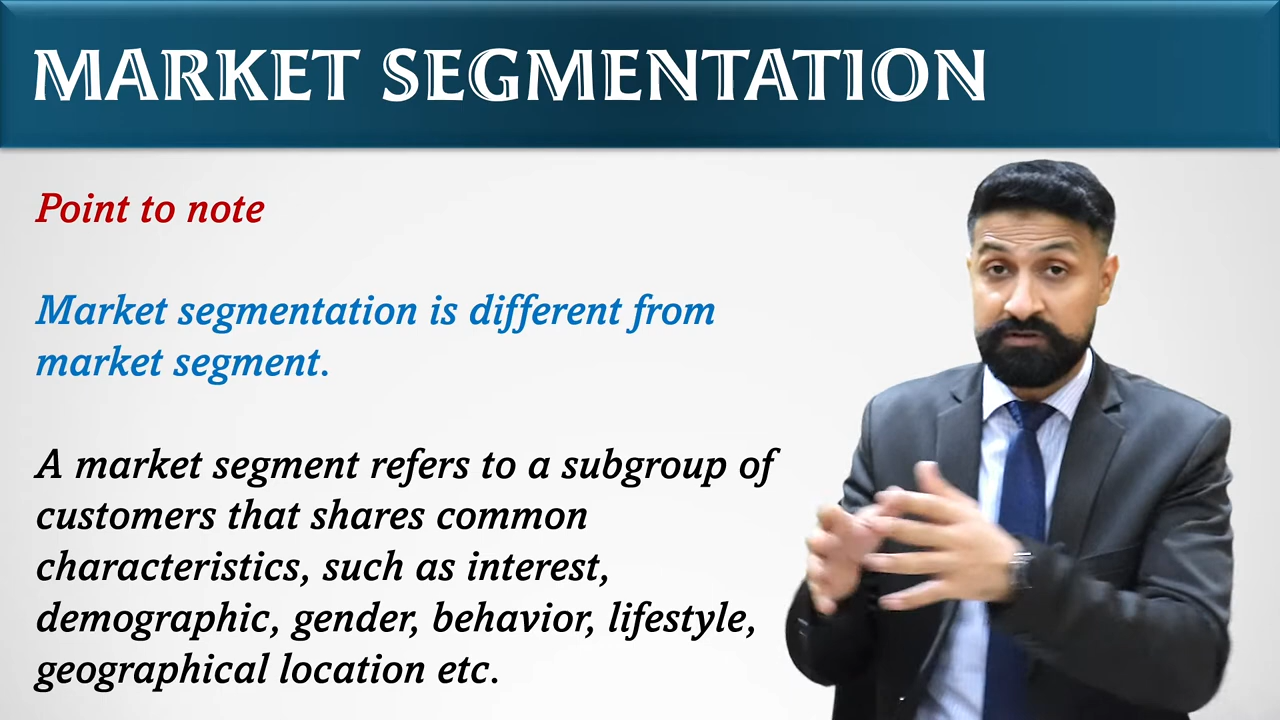 MARKET SEGMENTATION
Point to note
Market segmentation is different from
market segment.
A market segment refers to a subgroup of
customers that shares common
characteristics, such as interest,
demographic, gender, behavior, lifestyle,
geographical location etc.